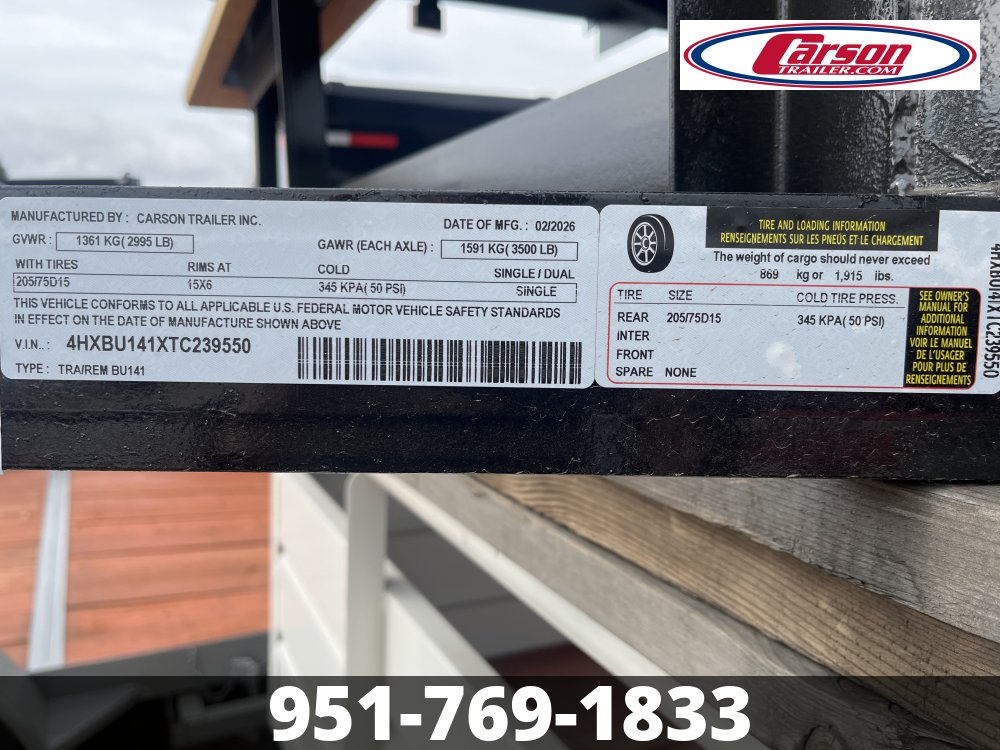 Carson
TRAILER.COM
MANUFACTURED BY : CARSON TRAILER INC.
DATE OF MFG. : 02/2026
GVWR : 1361 KG( 2995 LB)
GAWR (EACH AXLE) : 1591 KG( 3500 LB)
WITH TIRES RIMS AT COLD SINGLE / DUAL
205/75D15 15X6 345 KPA( 50 PSI) SINGLE
THIS VEHICLE CONFORMS TO ALL APPLICABLE U.S. FEDERAL MOTOR VEHICLE SAFETY STANDARDS
IN EFFECT ON THE DATE OF MANUFACTURE SHOWN ABOVE
V.I.N.. : 4HXBU141XTC239550
TYPE : TRA/REM BU141
TIRE AND LOADING INFORMATION
RENSEIGNEMENTS SUR LES PNEUS ET LE CHARGEMENT
The weight of cargo should never exceed
869 kg or 1,915 lbs.
TIRE SIZE COLD TIRE PRESS.
REAR 205/75D15 345 KPA( 50 PSI)
INTER
FRONT
SPARE NONE
SEE OWNER'S
MANUAL FOR
ADDITIONAL
INFORMATION
VOIR LE MANUEL
DE L'USAGER
POUR PLUS DE
RENSEIGNEMENTS
4HXBU141XTC239550
951-769-1833